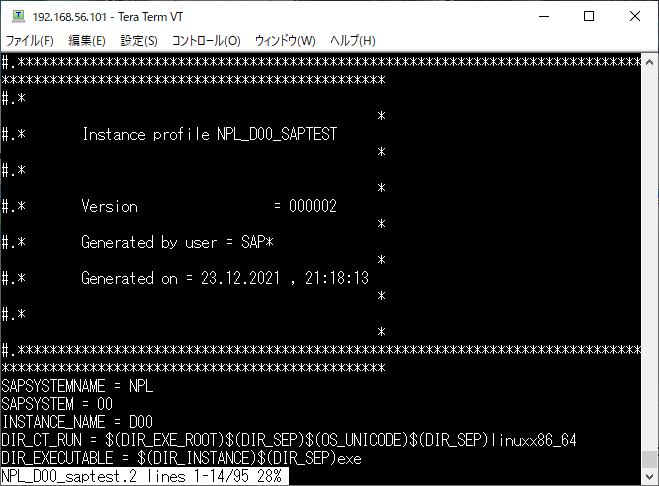 192.168.56.101 - Tera Term VT
ファイル(F) 編集(E) 設定(S) コントロール(O) ウィンドウ(W) ヘルプ(H)
#.******************************************************************************
************************************************
#.*
*
#.*       Instance profile NPL_D00_SAPTEST
*
#.*
*
#.*       Version                 = 000002
*
#.*       Generated by user = SAP*
*
#.*       Generated on = 23.12.2021 , 21:18:13
*
#.*
*
#.******************************************************************************
************************************************
SAPSYSTEMNAME = NPL
SAPSYSTEM = 00
INSTANCE_NAME = D00
DIR_CT_RUN = $(DIR_EXE_ROOT)$(DIR_SEP)$(OS_UNICODE)$(DIR_SEP)linuxx86_64
DIR_EXECUTABLE = $(DIR_INSTANCE)$(DIR_SEP)exe
NPL_D00_saptest.2 lines 1-14/95 28%